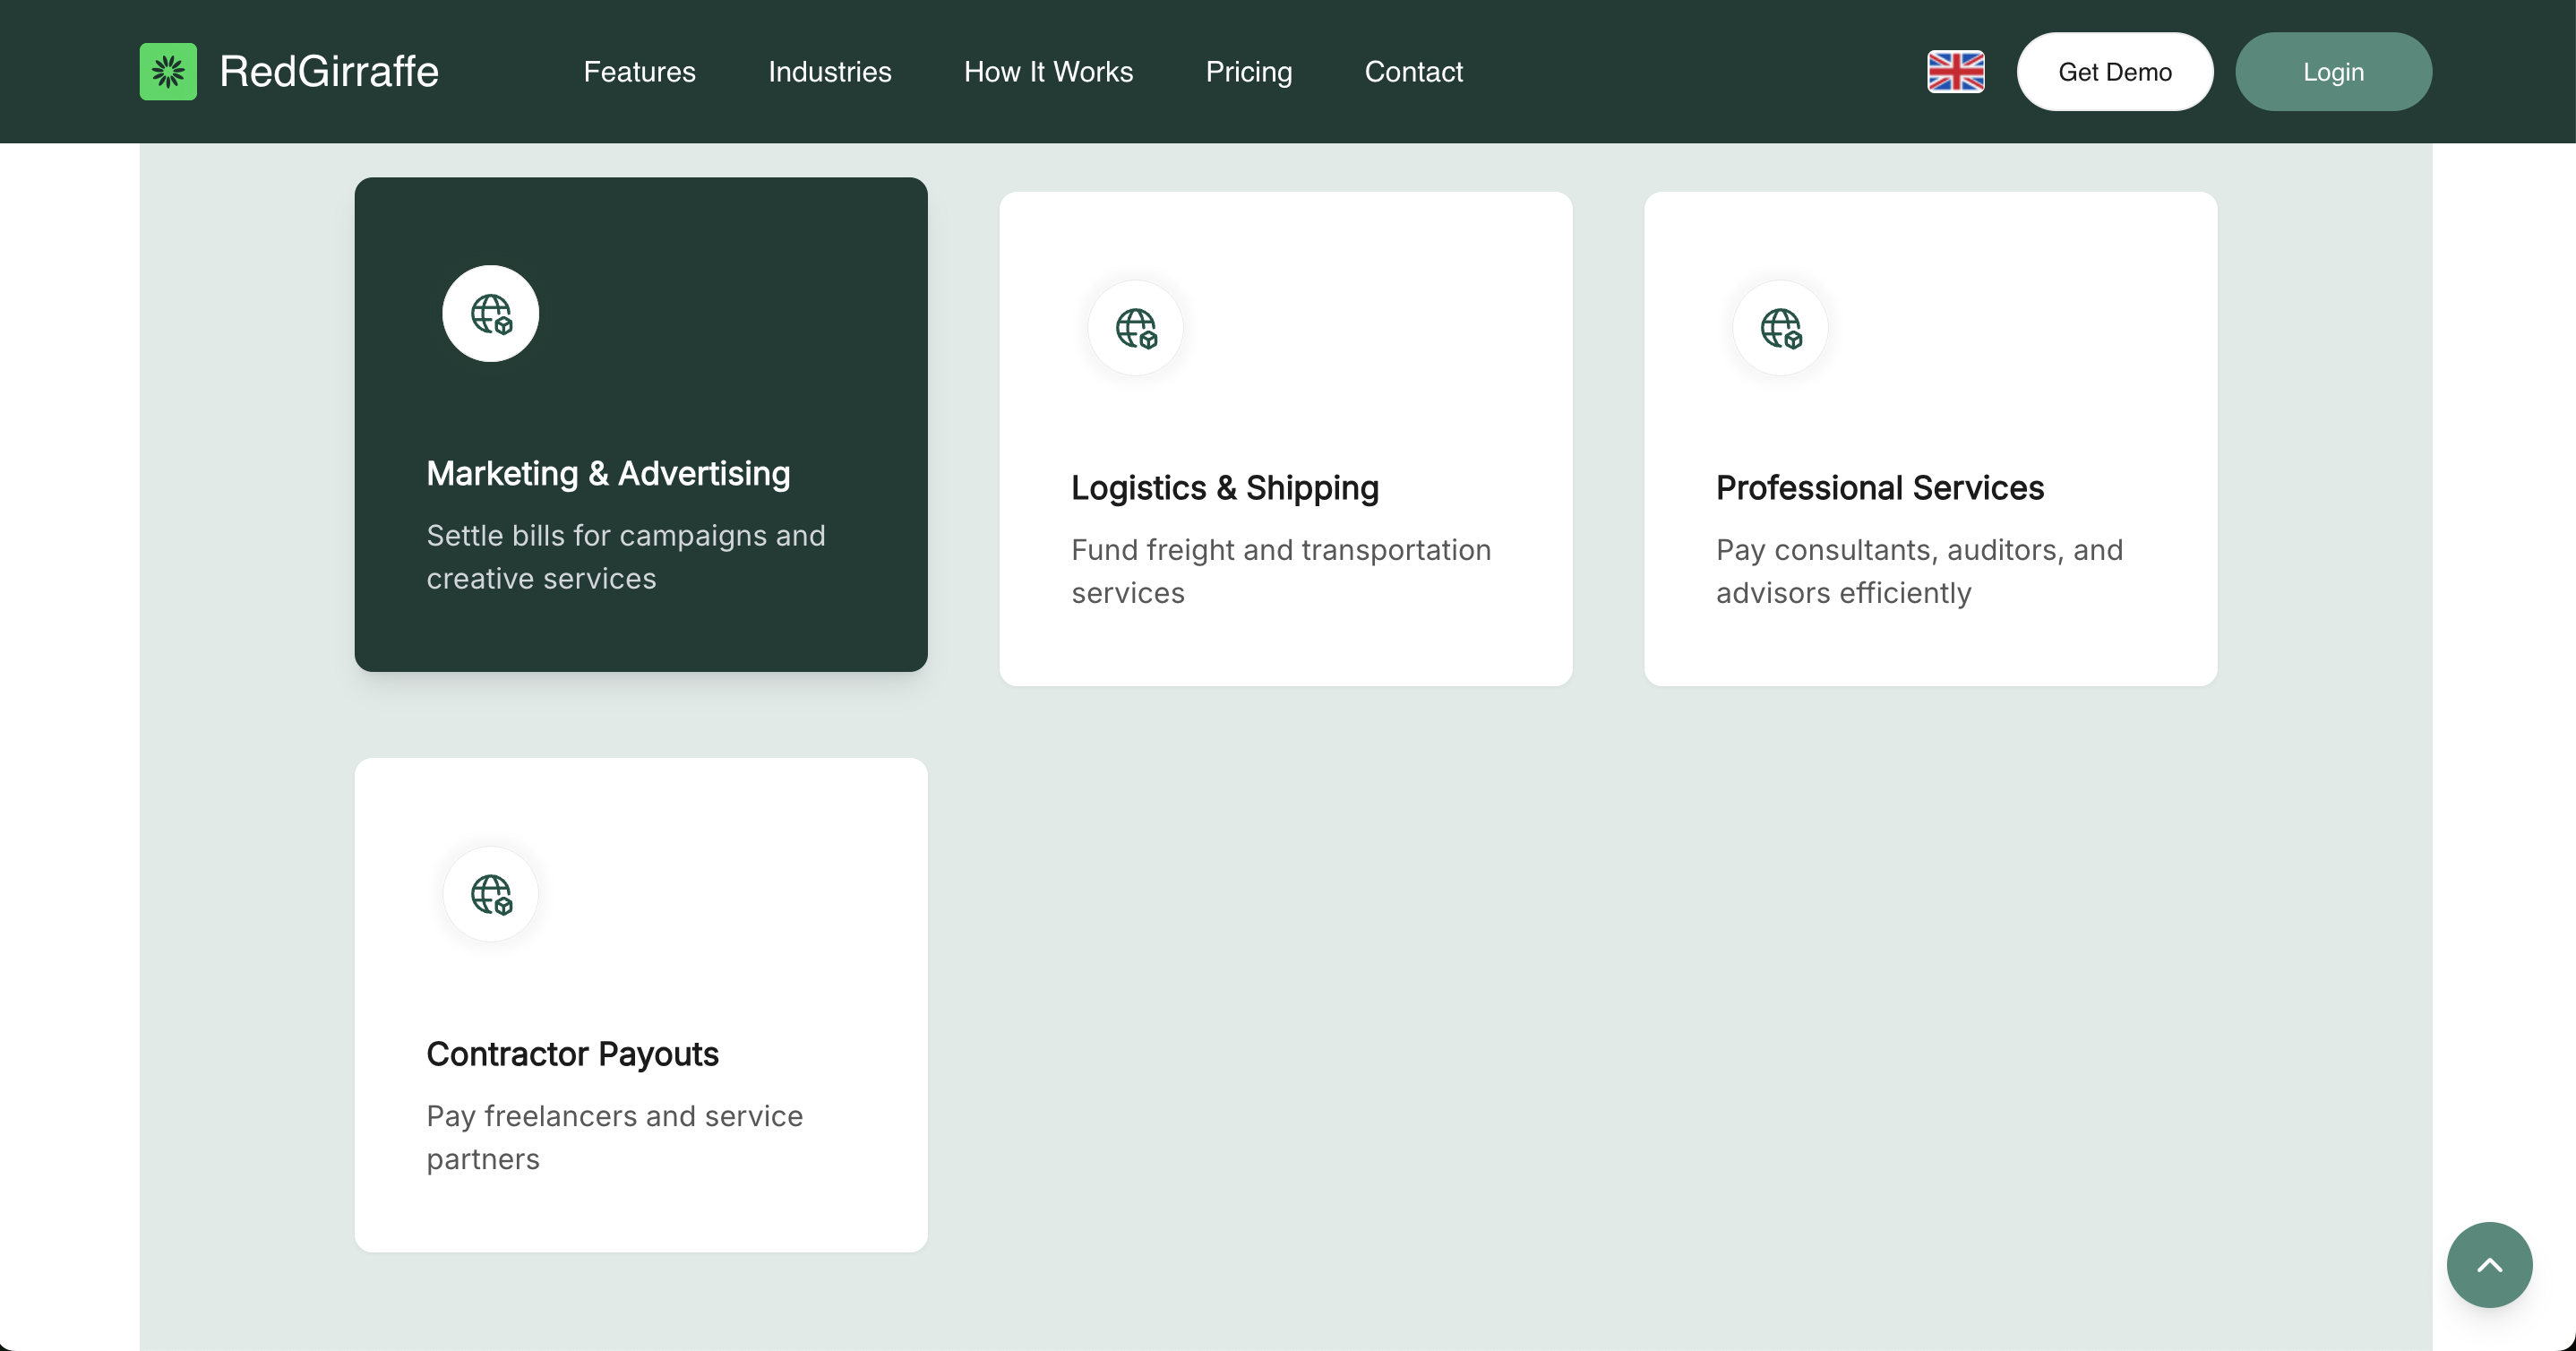 RedGirraffe
Features
Industries
How It Works
Pricing
Contact
Get Demo
Login
Marketing & Advertising
Settle bills for campaigns and
creative services
Logistics & Shipping
Fund freight and transportation
services
Professional Services
Pay consultants, auditors, and
advisors efficiently
Contractor Payouts
Pay freelancers and service
partners